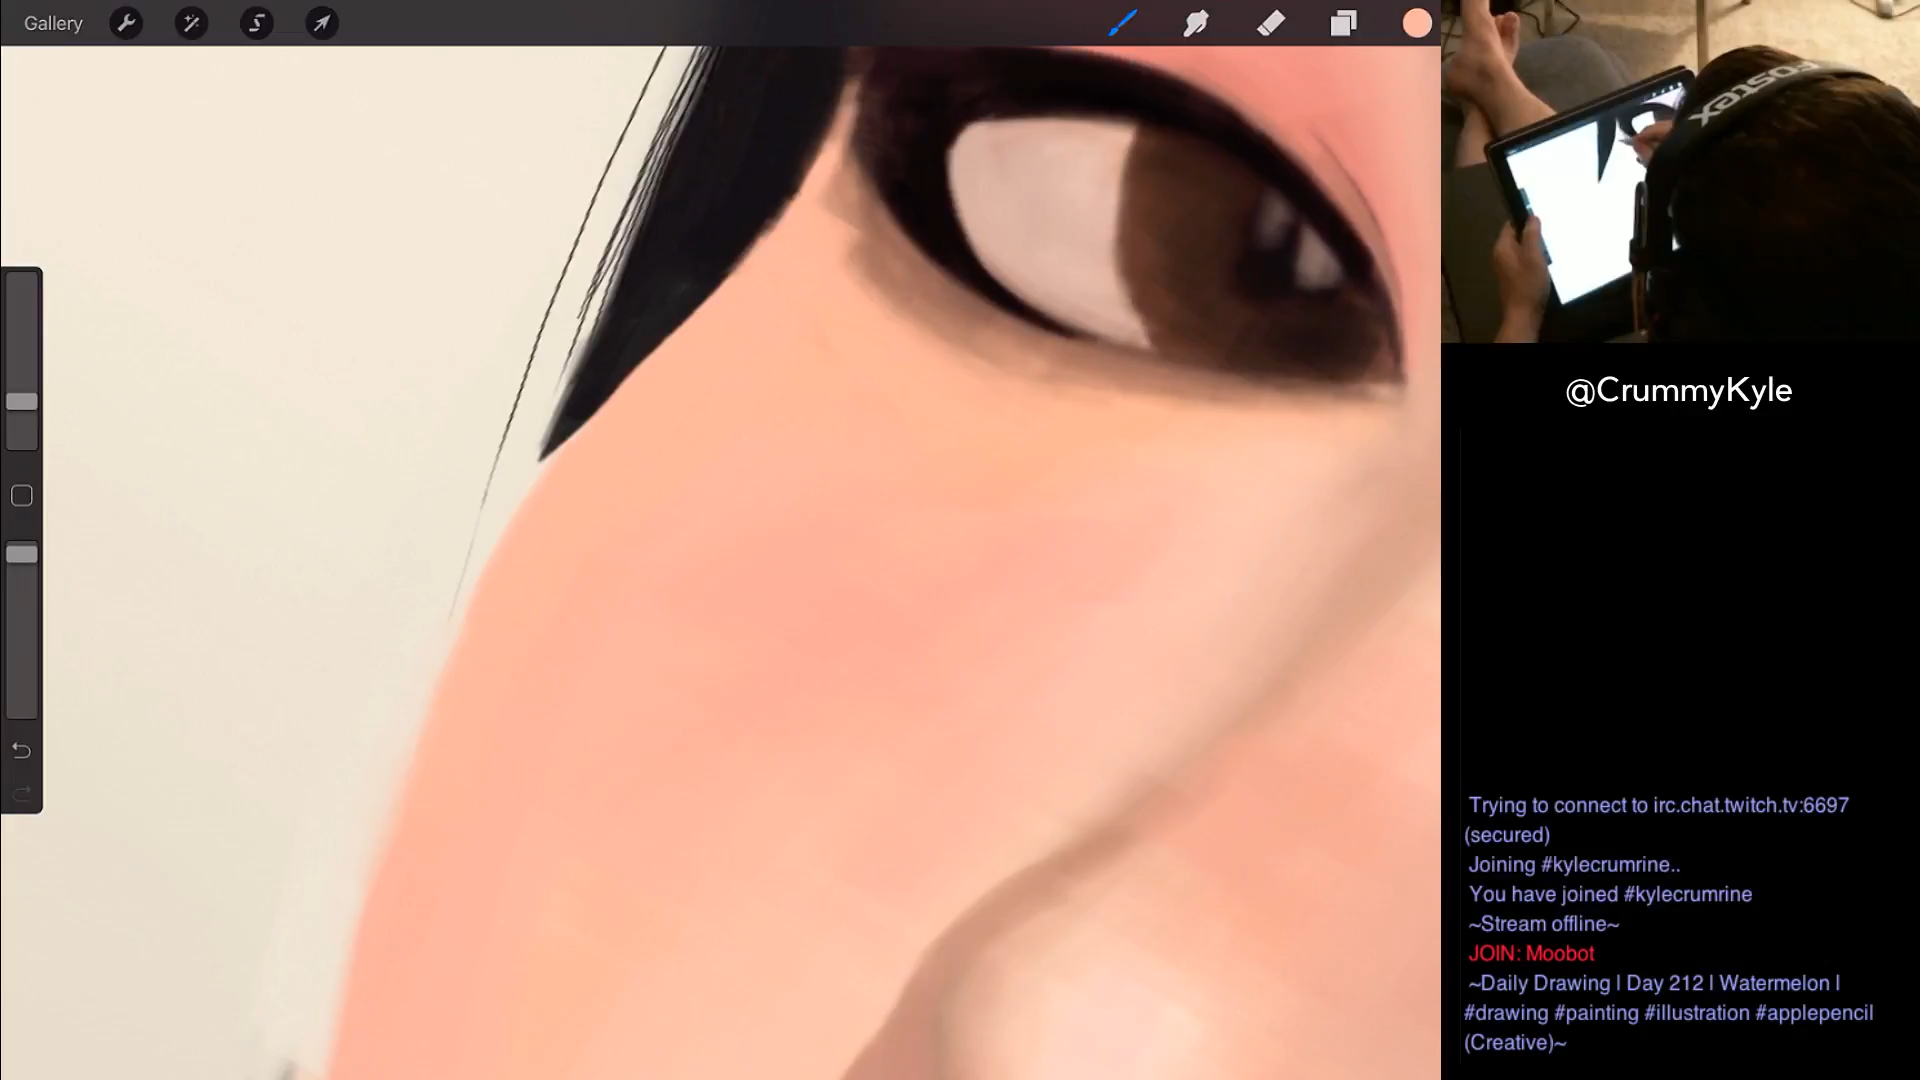 Gallery
FOSTEX
@CrummyKyle
Trying to connect to irc.chat.twitch.tv:6697
(secured)
Joining #kylecrumrine..
You have joined #kylecrumrine
~Stream offline~
JOIN: Moobot
~Daily Drawing | Day 212 | Watermelon |
#drawing #painting #illustration #applepencil
(Creative)~